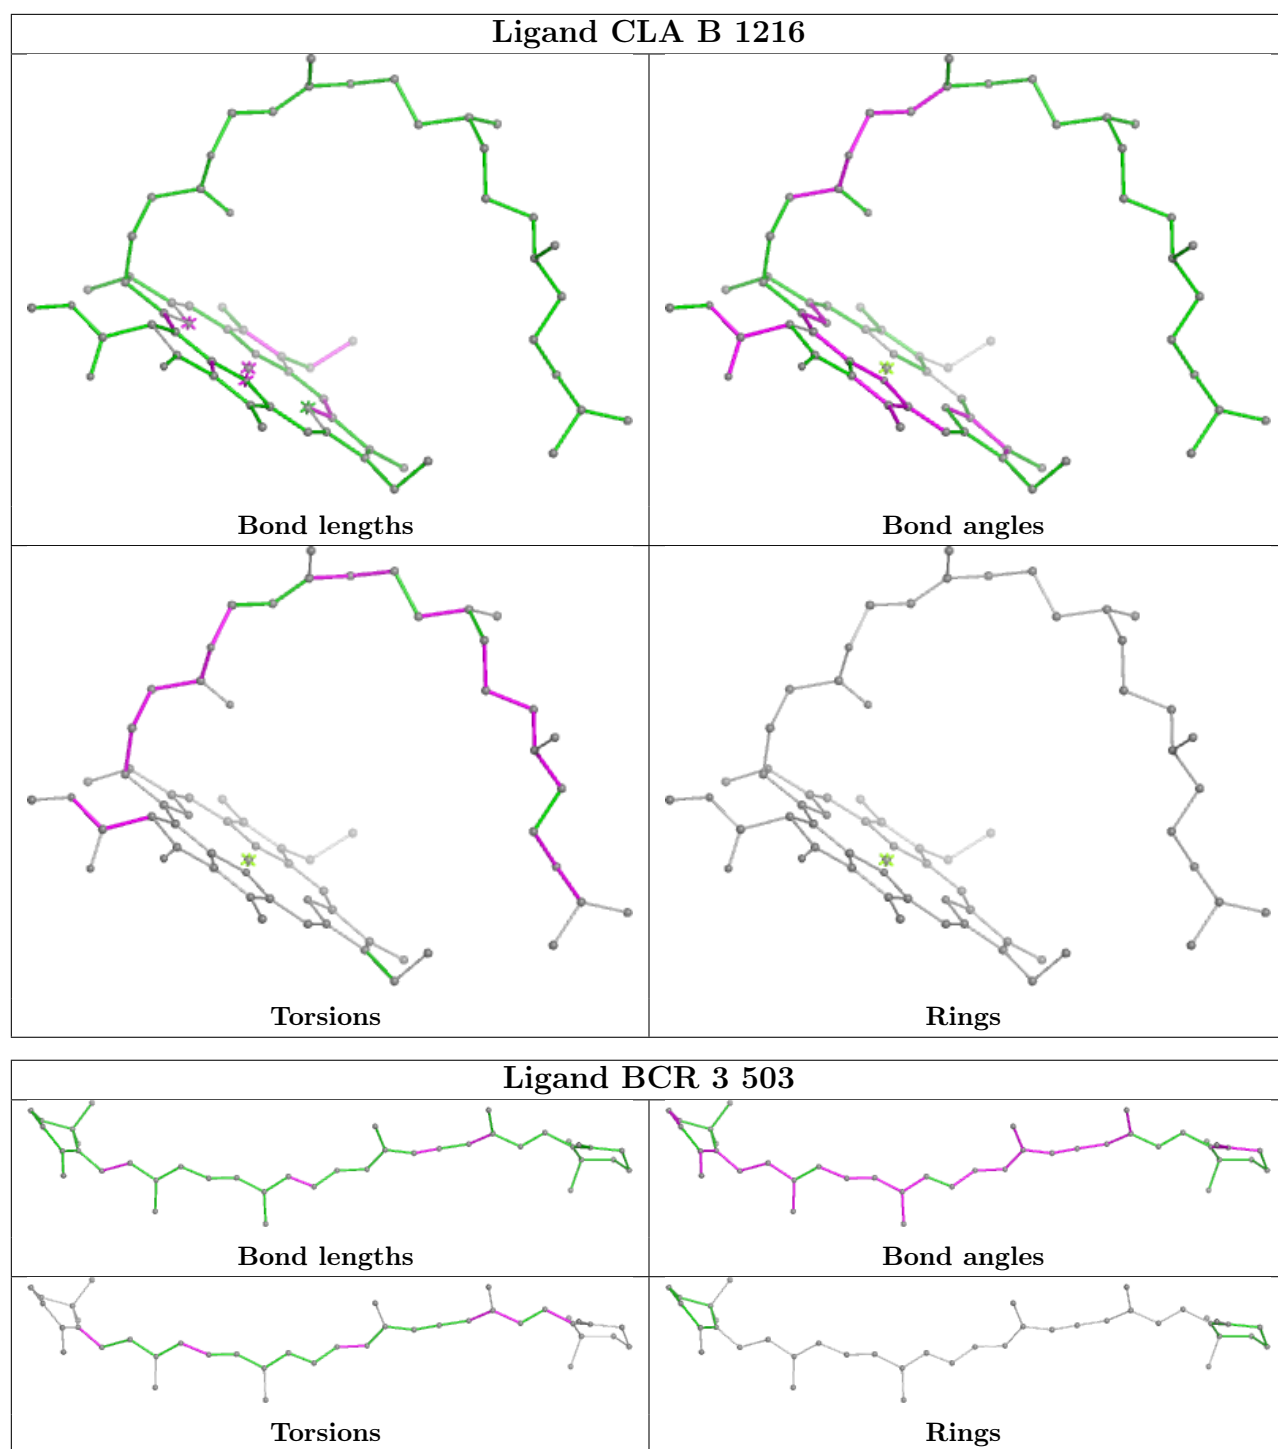 Ligand CLA B 1216
Bond lengths
Bond angles
Torsions
Rings
Ligand BCR 3 503
Bond lengths
Bond angles
Torsions
Rings